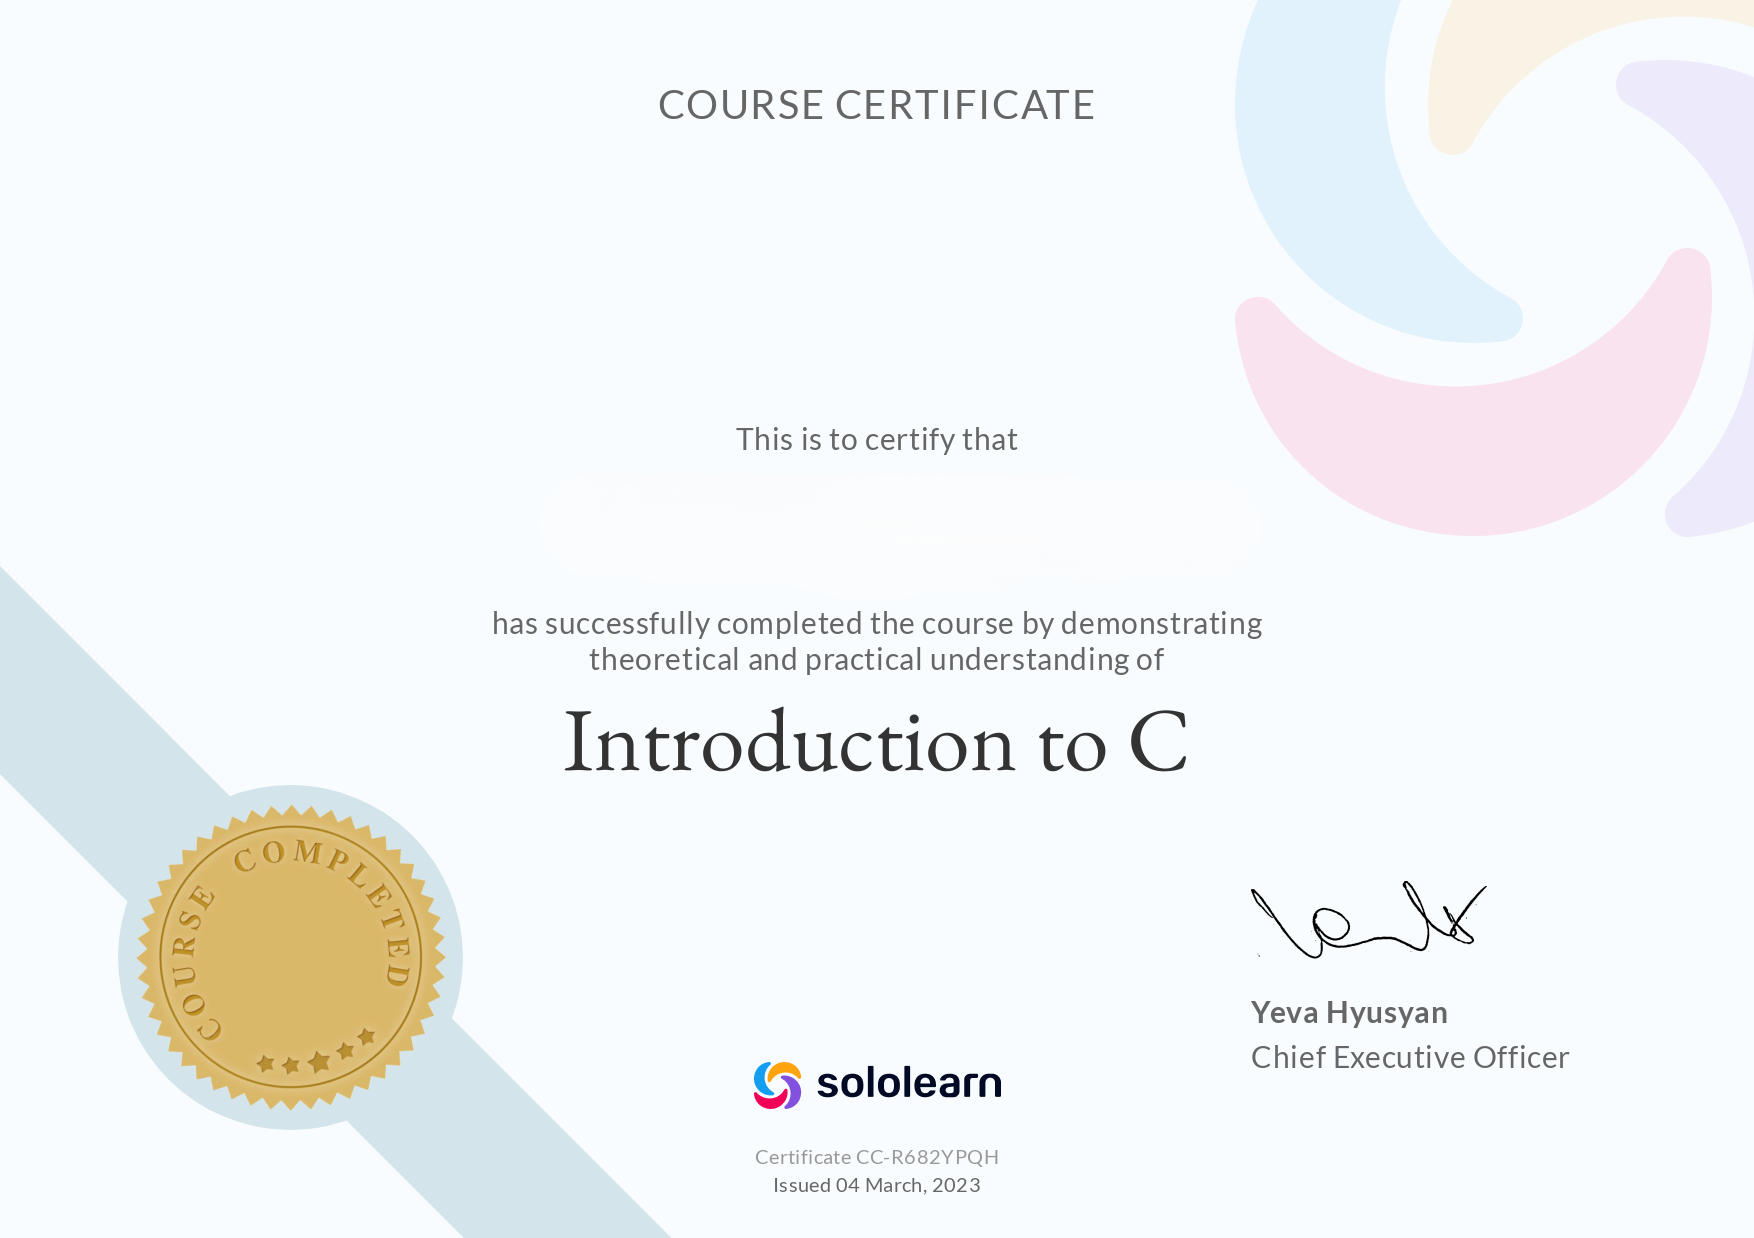 COURSE CERTIFICATE
This is to certify that
has successfully completed the course by demonstrating
theoretical and practical understanding of
Introduction to C
COURSE COMPLETED
Yeva Hyusyan
Chief Executive Officer
sololearn
Certificate CC-R682YPQH
Issued 04 March, 2023